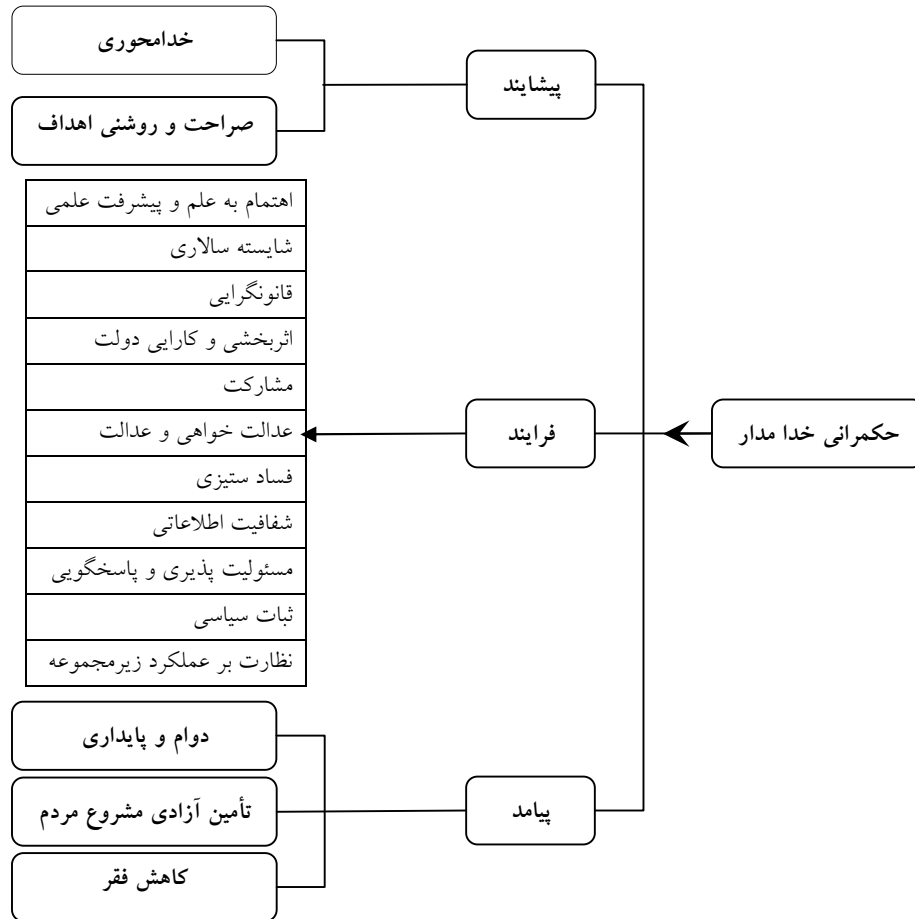 خدامحوری
پیشایند
صراحت و روشنی اهداف
اهتمام به علم و پیشرفت علمی
شایسته سالاری
قانونگرایی
اثربخشی و کارایی دولت
مشارکت
حکمرانی خدا مدار
فرایند
عدالت خواهی و عدالت
فساد ستیزی
شفافیت اطلاعاتی
مسئولیت پذیری و پاسخگویی
ثبات سیاسی
نظارت بر عملکرد زیرمجموعه
دوام و پایداری
پیامد
تأمین آزادی مشروع مردم
کاهش فقر